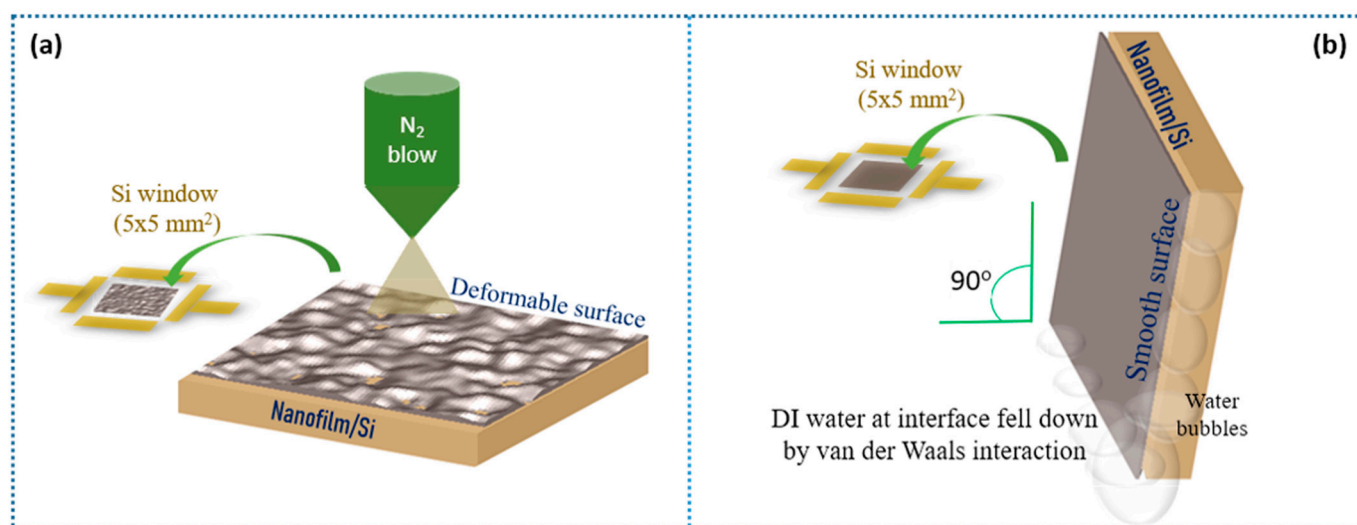 (a)
N₂
blow
Si window
(5x5 mm²)
Deformable surface
Nanofilm/Si
(b)
Si window
(5x5 mm²)
Nanofilm/Si
Smooth surface
90°
DI water at interface fell down
by van der Waals interaction
Water
bubbles